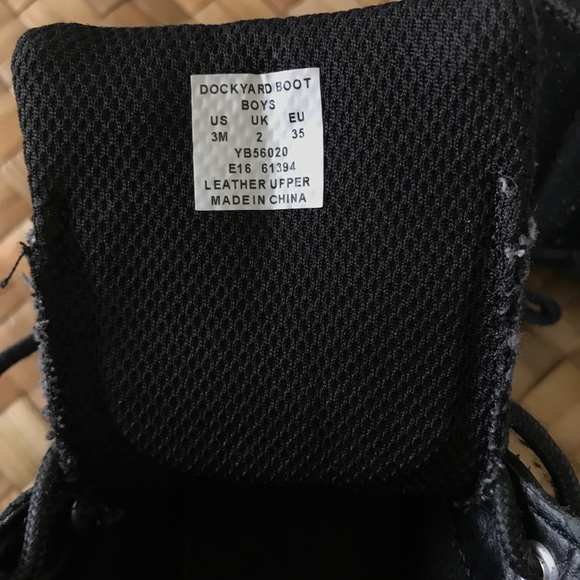 DOCKYARD BOOT
BOYS
US UK EU
3M 2 35
YB56020
E16 61394
LEATHER UPPER
MADE IN CHINA